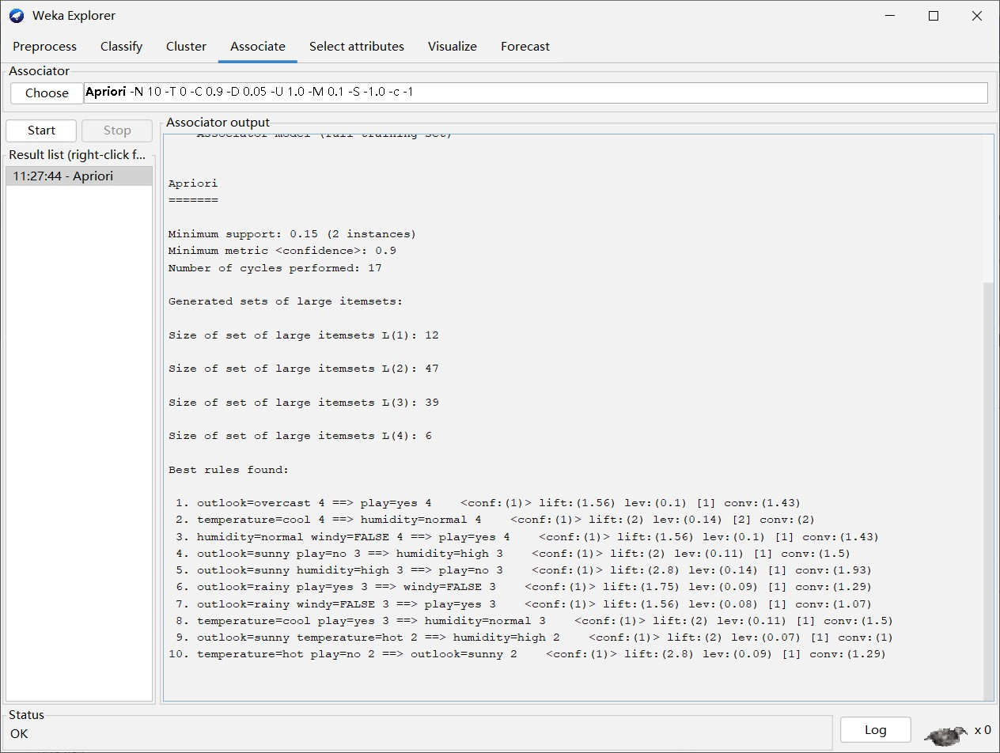 Weka Explorer
Preprocess Classify Cluster Associate Select attributes Visualize Forecast
Associator
Choose Apriori -N 10 -T 0 -C 0.9 -D 0.05 -U 1.0 -M 0.1 -S -1.0 -c -1
Start Stop
Associator output
Result list (right-click f...
11:27:44 - Apriori
Associator model (full training set)
Apriori
=======
Minimum support: 0.15 (2 instances)
Minimum metric <confidence>: 0.9
Number of cycles performed: 17
Generated sets of large itemsets:
Size of set of large itemsets L(1): 12
Size of set of large itemsets L(2): 47
Size of set of large itemsets L(3): 39
Size of set of large itemsets L(4): 6
Best rules found:
1. outlook=overcast 4 ==> play=yes 4 <conf:(1)> lift:(1.56) lev:(0.1) [1] conv:(1.43)
2. temperature=cool 4 ==> humidity=normal 4 <conf:(1)> lift:(2) lev:(0.14) [2] conv:(2)
3. humidity=normal windy=FALSE 4 ==> play=yes 4 <conf:(1)> lift:(1.56) lev:(0.1) [1] conv:(1.43)
4. outlook=sunny play=no 3 ==> humidity=high 3 <conf:(1)> lift:(2) lev:(0.11) [1] conv:(1.5)
5. outlook=sunny humidity=high 3 ==> play=no 3 <conf:(1)> lift:(2.8) lev:(0.14) [1] conv:(1.93)
6. outlook=rainy play=yes 3 ==> windy=FALSE 3 <conf:(1)> lift:(1.75) lev:(0.09) [1] conv:(1.29)
7. outlook=rainy windy=FALSE 3 ==> play=yes 3 <conf:(1)> lift:(1.56) lev:(0.08) [1] conv:(1.07)
8. temperature=cool play=yes 3 ==> humidity=normal 3 <conf:(1)> lift:(2) lev:(0.11) [1] conv:(1.5)
9. outlook=sunny temperature=hot 2 ==> humidity=high 2 <conf:(1)> lift:(2) lev:(0.07) [1] conv:(1)
10. temperature=hot play=no 2 ==> outlook=sunny 2 <conf:(1)> lift:(2.8) lev:(0.09) [1] conv:(1.29)
Status
OK
Log
x 0